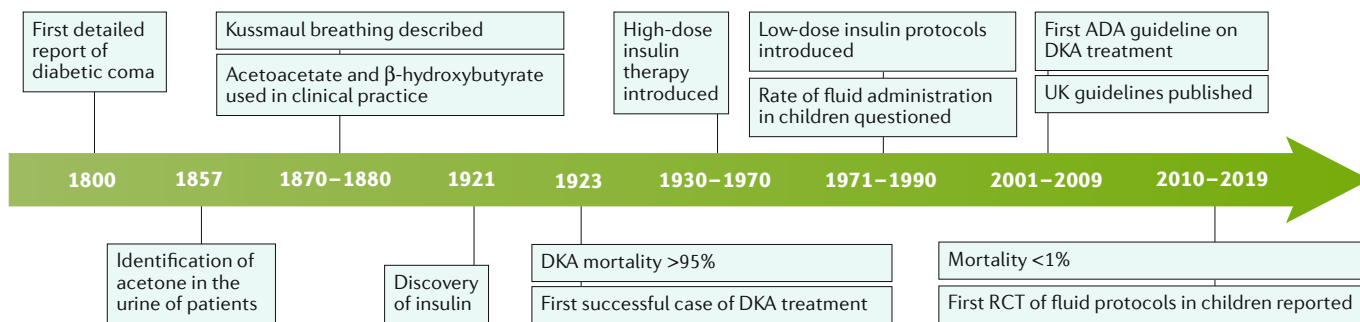 First detailed
report of
diabetic coma
Kussmaul breathing described
Acetoacetate and β-hydroxybutyrate
used in clinical practice
High-dose
insulin
therapy
introduced
Low-dose insulin protocols
introduced
Rate of fluid administration
in children questioned
First ADA guideline on
DKA treatment
UK guidelines published
1800
1857
1870–1880
1921
1923
1930–1970
1971–1990
2001–2009
2010–2019
Identification of
acetone in the
urine of patients
Discovery
of insulin
DKA mortality >95%
First successful case of DKA treatment
Mortality <1%
First RCT of fluid protocols in children reported